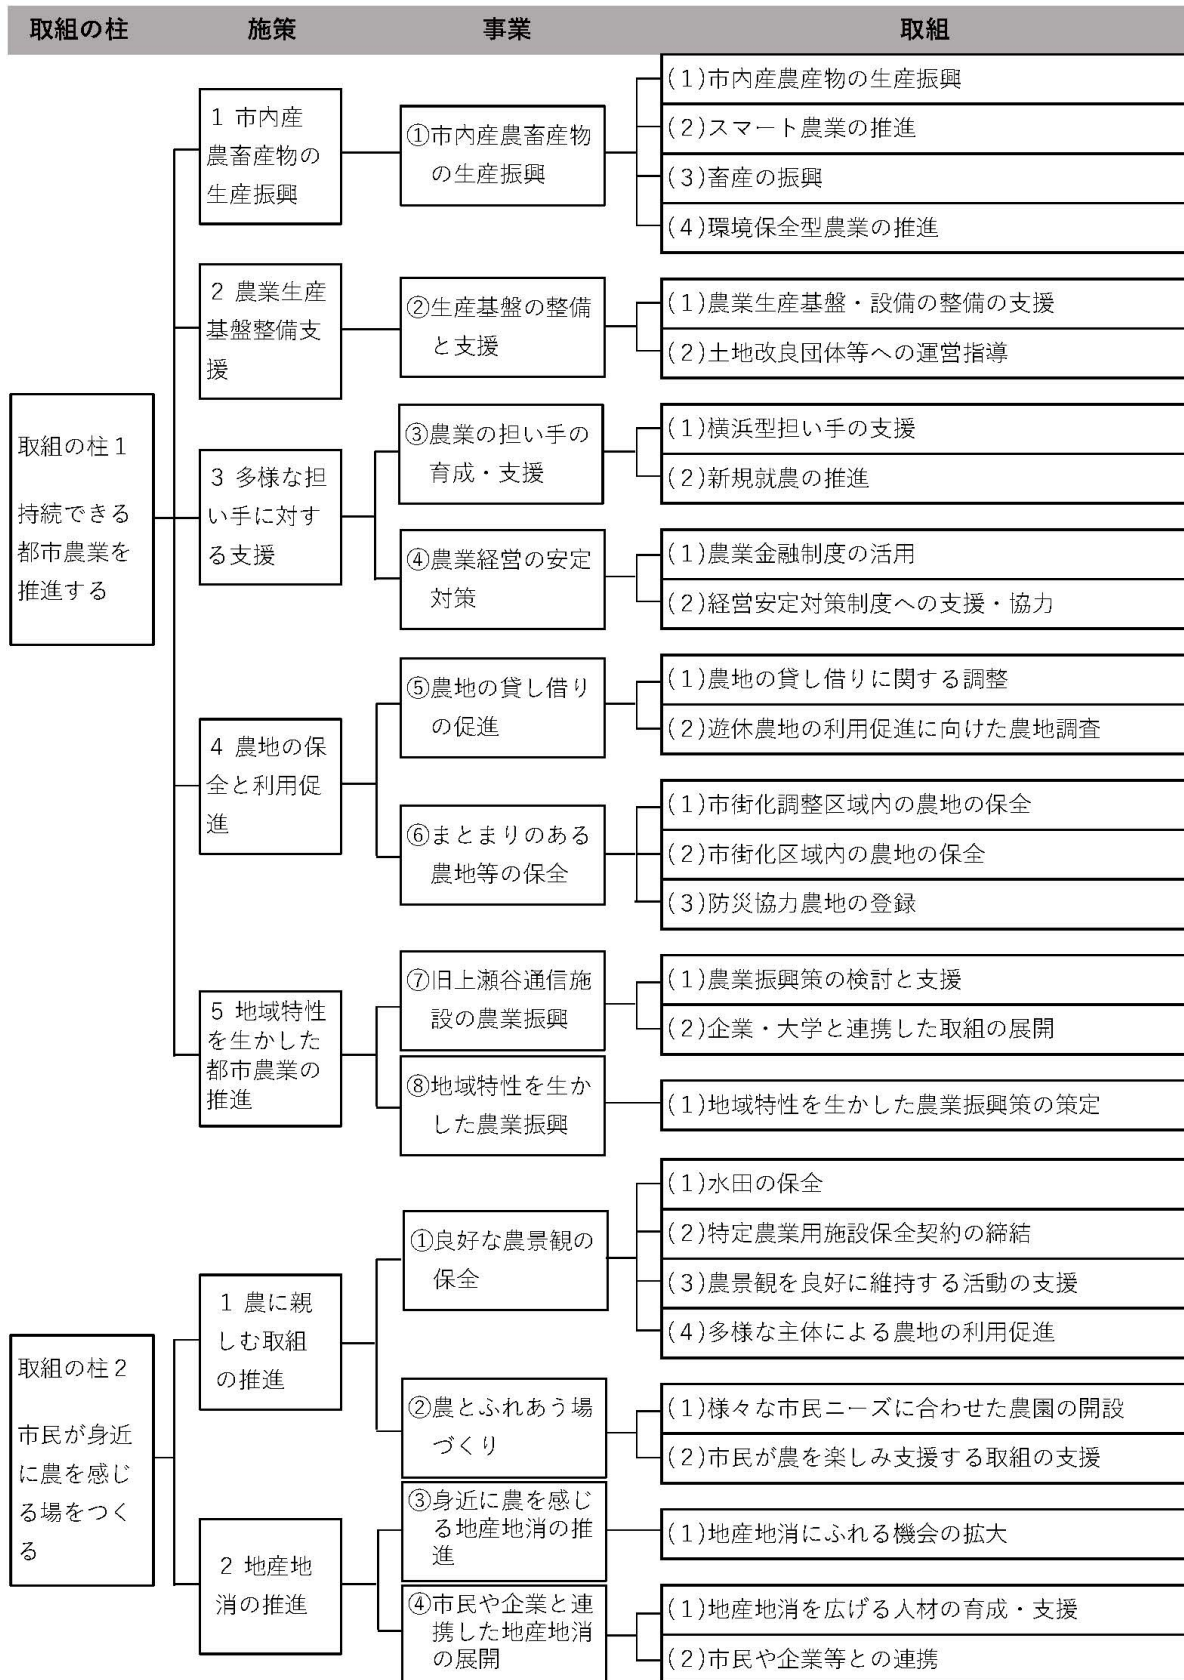 取組の柱 施策 事業 取組
取組の柱1
持続できる
都市農業を
推進する
1 市内産
農畜産物の
生産振興
①市内産農畜産物
の生産振興
(1)市内産農産物の生産振興
(2)スマート農業の推進
(3)畜産の振興
(4)環境保全型農業の推進
2 農業生産
基盤整備支
援
②生産基盤の整備
と支援
(1)農業生産基盤・設備の整備の支援
(2)土地改良団体等への運営指導
3 多様な担
い手に対す
る支援
③農業の担い手の
育成・支援
(1)横浜型担い手の支援
(2)新規就農の推進
④農業経営の安定
対策
(1)農業金融制度の活用
(2)経営安定対策制度への支援・協力
4 農地の保
全と利用促
進
⑤農地の貸し借り
の促進
(1)農地の貸し借りに関する調整
(2)遊休農地の利用促進に向けた農地調査
⑥まとまりのある
農地等の保全
(1)市街化調整区域内の農地の保全
(2)市街化区域内の農地の保全
(3)防災協力農地の登録
5 地域特性
を生かした
都市農業の
推進
⑦旧上瀬谷通信施
設の農業振興
(1)農業振興策の検討と支援
(2)企業・大学と連携した取組の展開
⑧地域特性を生か
した農業振興
(1)地域特性を生かした農業振興策の策定
取組の柱2
市民が身近
に農を感じ
る場をつく
る
1 農に親
しむ取組
の推進
①良好な農景観の
保全
(1)水田の保全
(2)特定農業用施設保全契約の締結
(3)農景観を良好に維持する活動の支援
(4)多様な主体による農地の利用促進
②農とふれあう場
づくり
(1)様々な市民ニーズに合わせた農園の開設
(2)市民が農を楽しみ支援する取組の支援
2 地産地
消の推進
③身近に農を感じ
る地産地消の推
進
(1)地産地消にふれる機会の拡大
④市民や企業と連
携した地産地消
の展開
(1)地産地消を広げる人材の育成・支援
(2)市民や企業等との連携